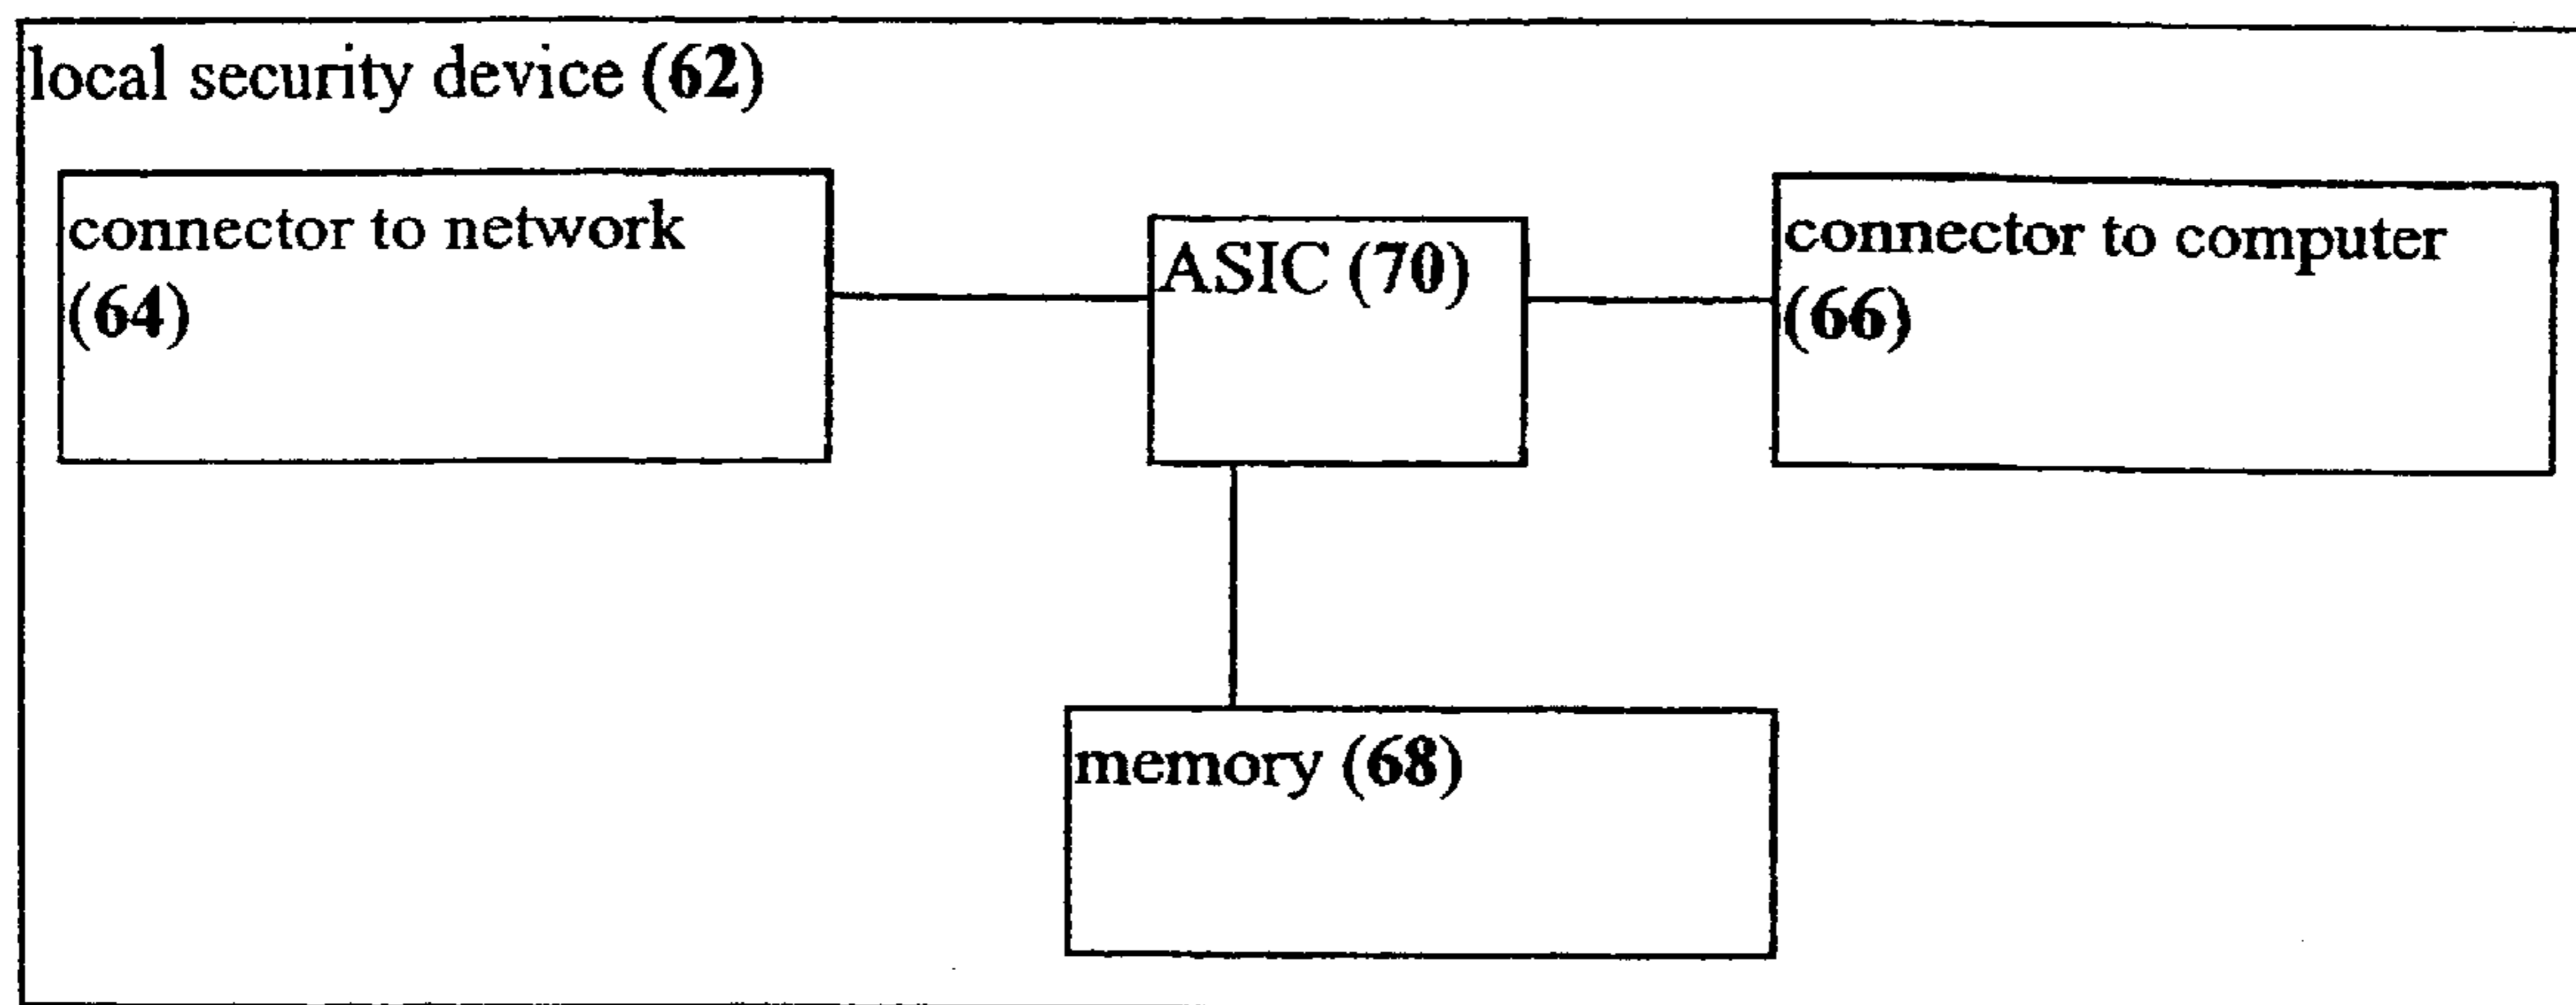 local security device (62)
connector to network
(64)
ASIC (70)
connector to computer
(66)
memory (68)